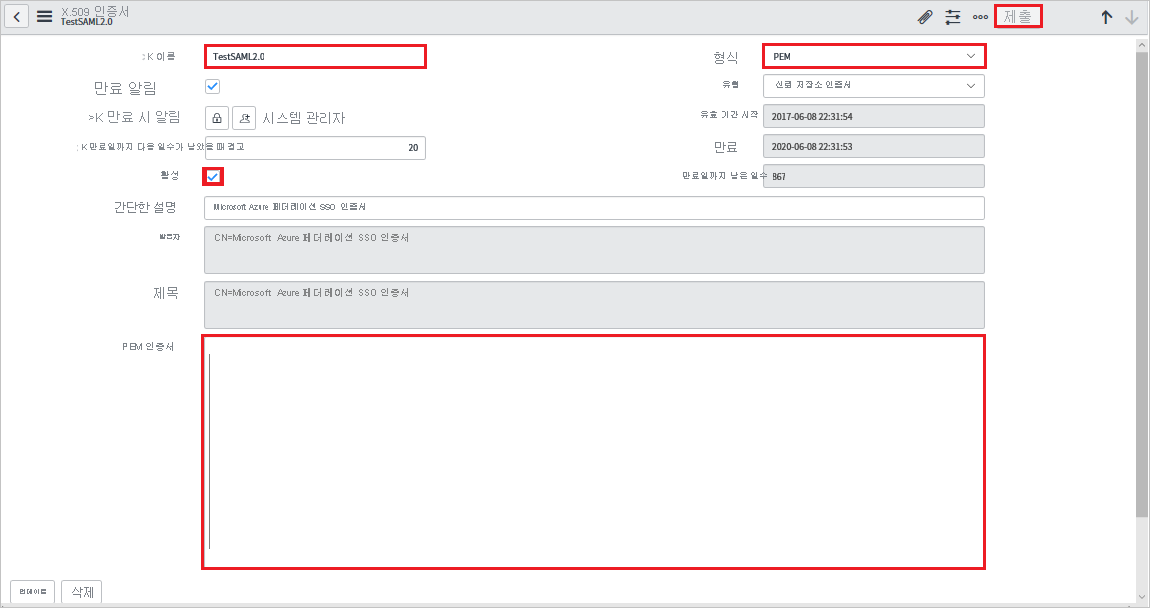 X.509 인증서
TestSAML2.0
제출
: K 이름
TestSAML2.0
형식
PEM
만료 알림
유형
신뢰 저장소 인증서
>K 만료 시 알림
시스템 관리자
유효 기간 시작
2017-06-08 22:31:54
: K 만료일까지 다음 일수가 남았을 때 경고
20
만료
2020-06-08 22:31:53
활성
만료일까지 남은 일수
867
간단한 설명
Microsoft Azure 페더레이션 SSO 인증서
발급자
CN=Microsoft Azure 페더레이션 SSO 인증서
제목
CN=Microsoft Azure 페더레이션 SSO 인증서
PEM 인증서
업데이트
삭제